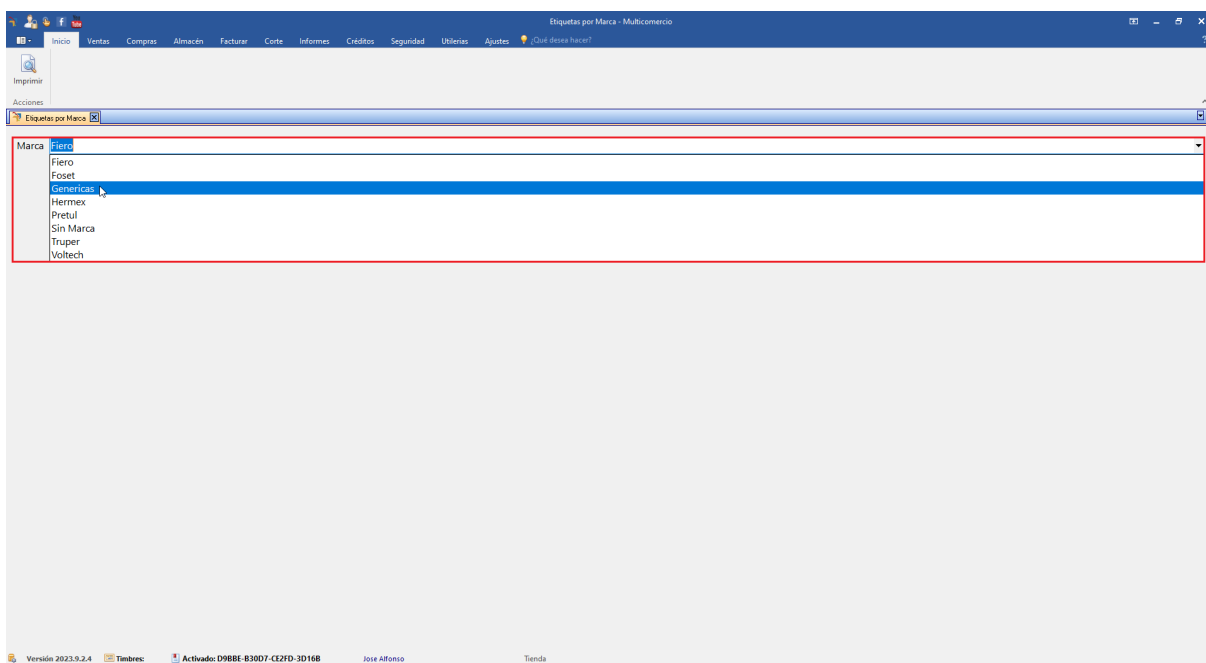 Etiquetas por Marca - Multicomercio
Inicio Ventas Compras Almacén Facturar Corte Informes Créditos Seguridad Utilerias Ajustes ¿Qué desea hacer?
Imprimir
Acciones
Etiquetas por Marca
Marca Fiero
Fiero
Foset
Genericas
Hermex
Pretul
Sin Marca
Truper
Voltech
Versión 2023.9.2.4 Timbres: Activado: D9BBE-B30D7-CE2FD-3D16B Jose Alfonso Tienda